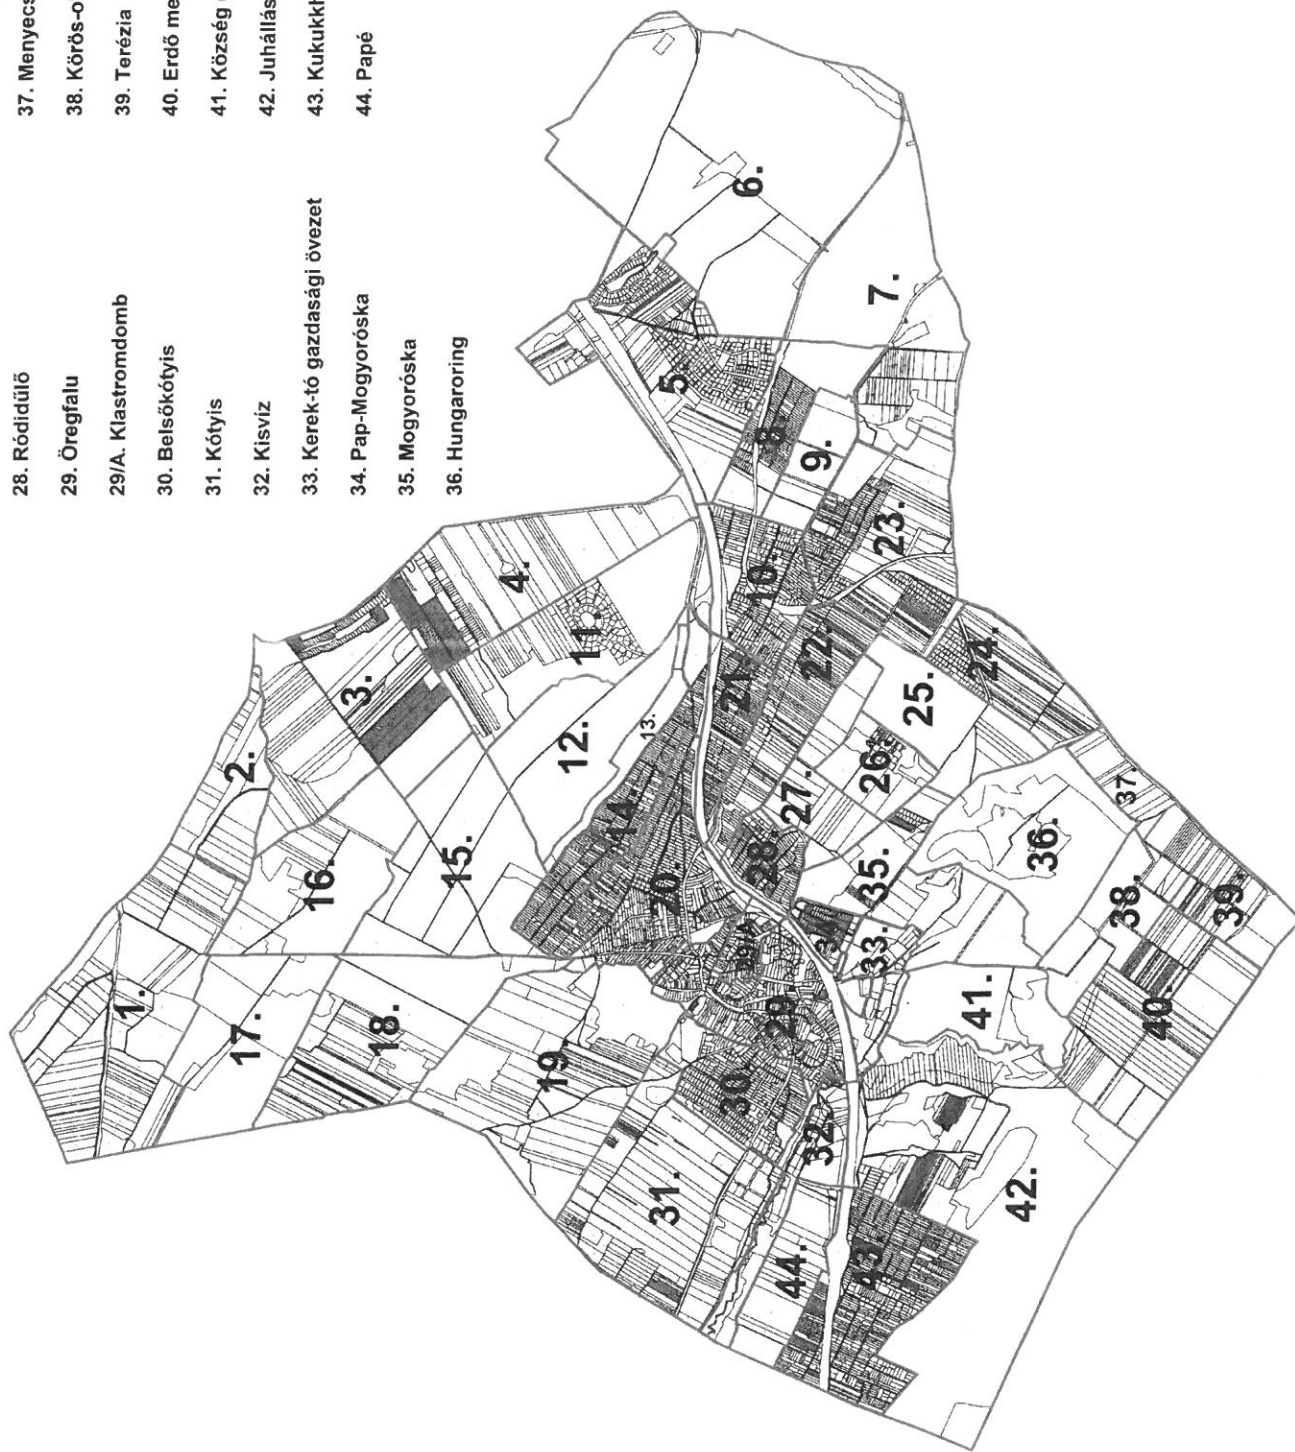 28. Ródidűlő
29. Öregfalu
29/A. Klastromdomb
30. Belsőkótyis
31. Kótyis
32. Kisvíz
33. Kerek-tó gazdasági övezet
34. Pap-Mogyoróska
35. Mogyoróska
36. Hungaroring
37. Menyecs
38. Körös-o
39. Terézia
40. Erdő me
41. Község
42. Juhállás
43. Kukukkh
44. Papé
1.
2.
3.
4.
5.
6.
7.
8.
9.
10.
11.
12.
13.
14.
15.
16.
17.
18.
19.
20.
21.
22.
23.
24.
25.
26.
27.
28.
29.
29/A
30.
31.
32.
33.
34.
35.
36.
37
38.
39.
40.
41.
42.
43.
44.